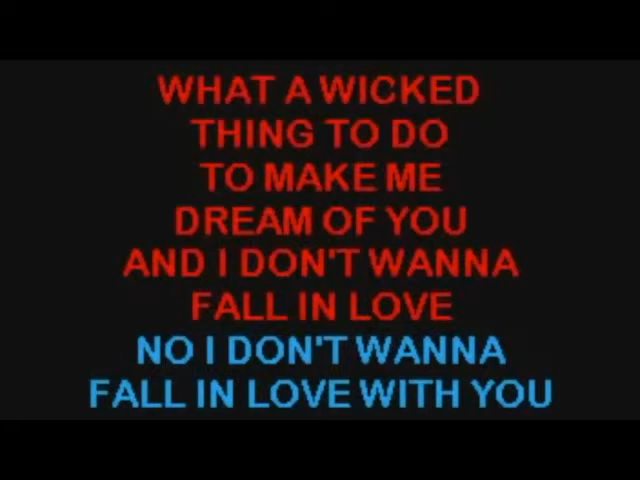 WHAT A WICKED
THING TO DO
TO MAKE ME
DREAM OF YOU
AND I DON'T WANNA
FALL IN LOVE
NO I DON'T WANNA
FALL IN LOVE WITH YOU